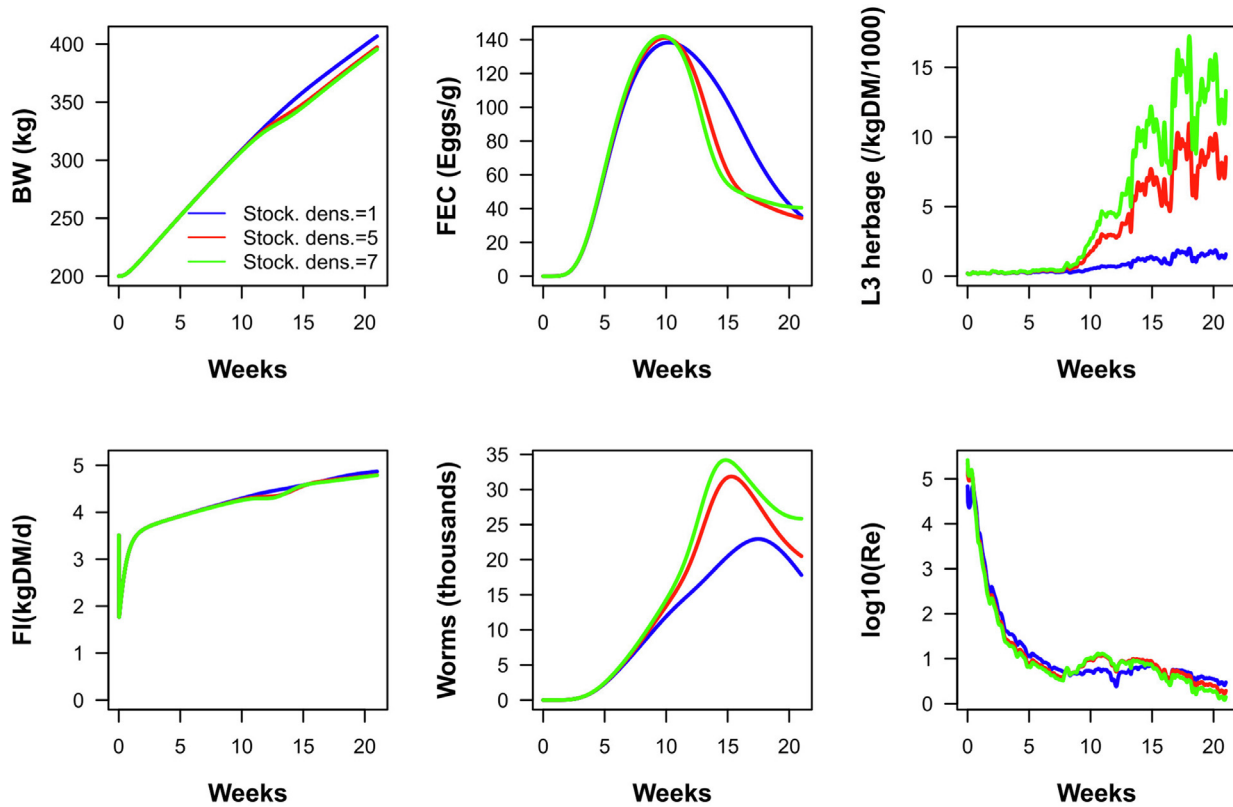 BW (kg)
400
350
300
250
200
Stock. dens.=1
Stock. dens.=5
Stock. dens.=7
0 5 10 15 20
Weeks
FEC (Eggs/g)
140
120
100
80
60
40
20
0
0 5 10 15 20
Weeks
L3 herbage (/kgDM/1000)
15
10
5
0
0 5 10 15 20
Weeks
FI(kgDM/d)
5
4
3
2
1
0
0 5 10 15 20
Weeks
Worms (thousands)
35
30
25
20
15
10
5
0
0 5 10 15 20
Weeks
log10(Re)
5
4
3
2
1
0
0 5 10 15 20
Weeks